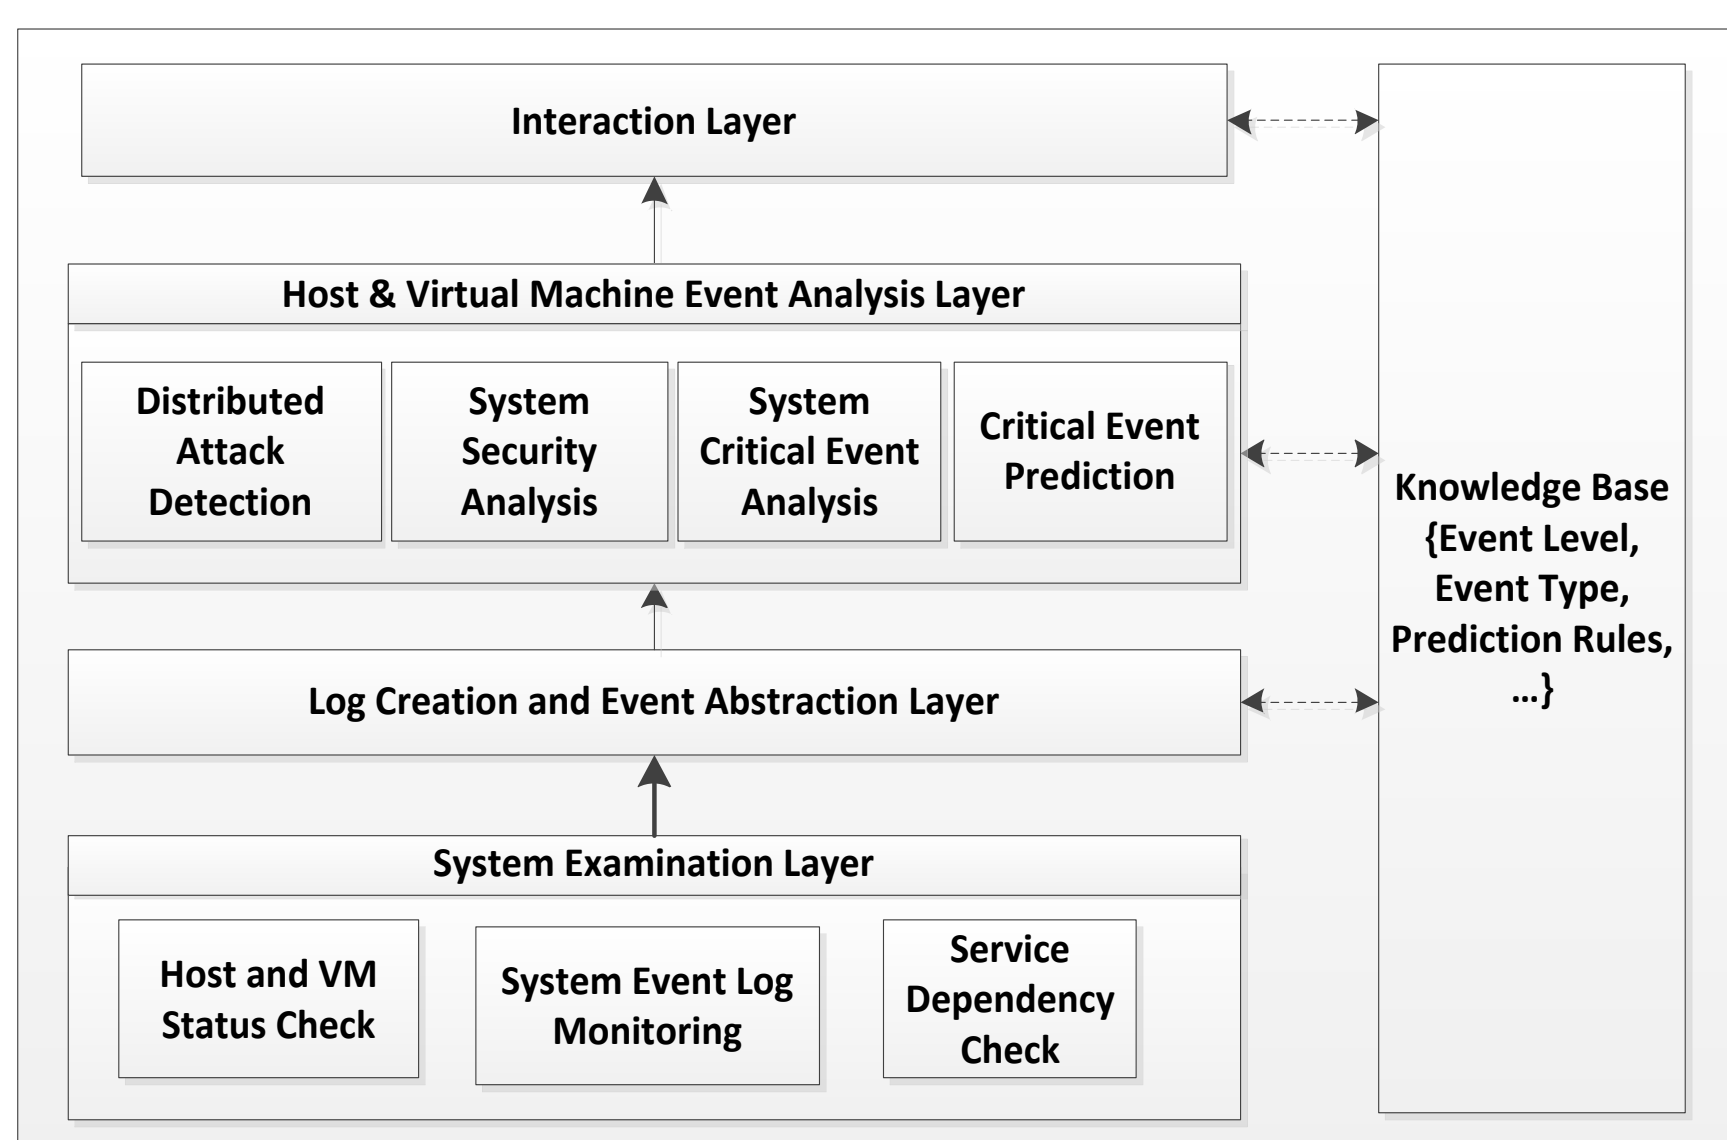 Interaction Layer
Host & Virtual Machine Event Analysis Layer
Distributed
Attack
Detection
System
Security
Analysis
System
Critical Event
Analysis
Critical Event
Prediction
Knowledge Base
{Event Level,
Event Type,
Prediction Rules,
...}
Log Creation and Event Abstraction Layer
System Examination Layer
Host and VM
Status Check
System Event Log
Monitoring
Service
Dependency
Check